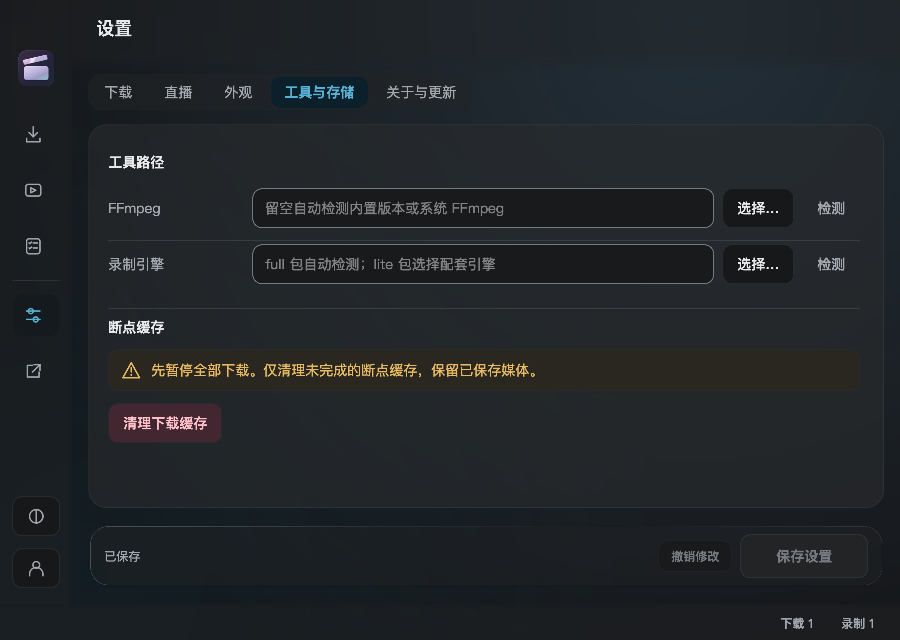 设置
下载 直播 外观 工具与存储 关于与更新
工具路径
FFmpeg 留空自动检测内置版本或系统 FFmpeg 选择... 检测
录制引擎 full 包自动检测；lite 包选择配套引擎 选择... 检测
断点缓存
先暂停全部下载。仅清理未完成的断点缓存，保留已保存媒体。
清理下载缓存
已保存 撤销修改 保存设置
下载 1 录制 1